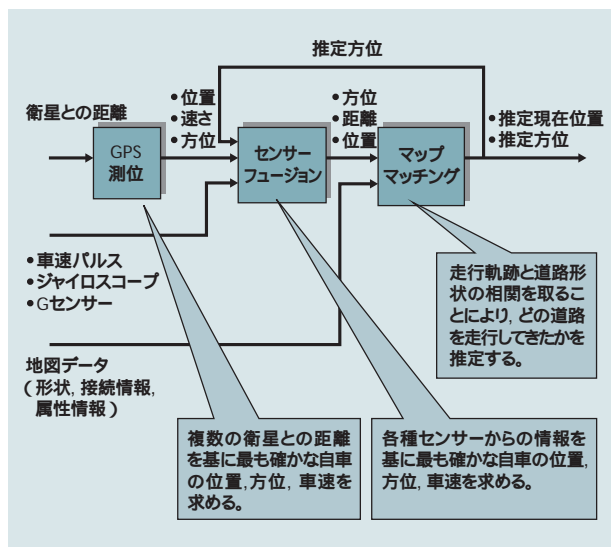 推定方位
衛星との距離
•位置
•速さ
•方位
•方位
•距離
•位置
•推定現在位置
•推定方位
GPS
測位
センサー
フュージョン
マップ
マッチング
•車速パルス
•ジャイロスコープ
•Gセンサー
地図データ
(形状, 接続情報,
属性情報)
走行軌跡と道路形
状の相関を取るこ
とにより, どの道路
を走行してきたかを
推定する。
複数の衛星との距離
を基に最も確かな自車
の位置, 方位, 車速を
求める。
各種センサーからの情報を
基に最も確かな自車の位置,
方位, 車速を求める。